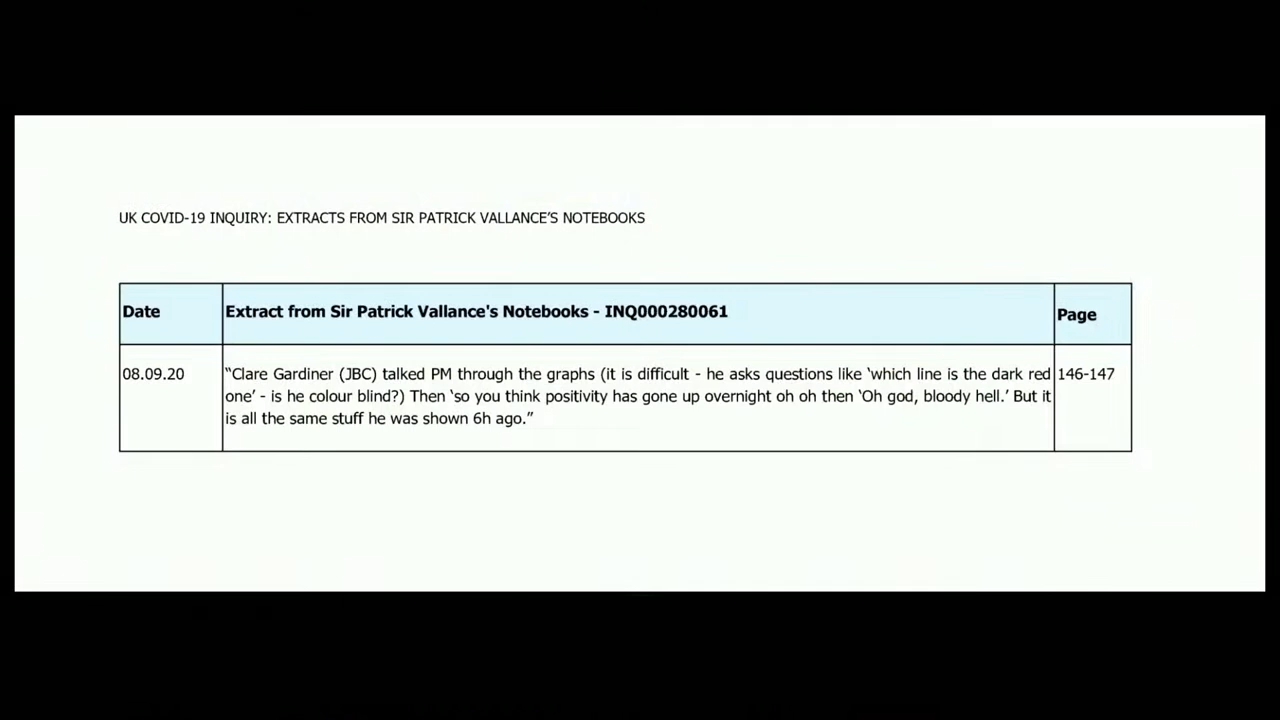 UK COVID-19 INQUIRY: EXTRACTS FROM SIR PATRICK VALLANCE’S NOTEBOOKS
Date
Extract from Sir Patrick Vallance's Notebooks - INQ000280061
Page
08.09.20
“Clare Gardiner (JBC) talked PM through the graphs (it is difficult - he asks questions like ‘which line is the dark red
one’ - is he colour blind?) Then ‘so you think positivity has gone up overnight oh oh then ‘Oh god, bloody hell.’ But it
is all the same stuff he was shown 6h ago.”
146-147